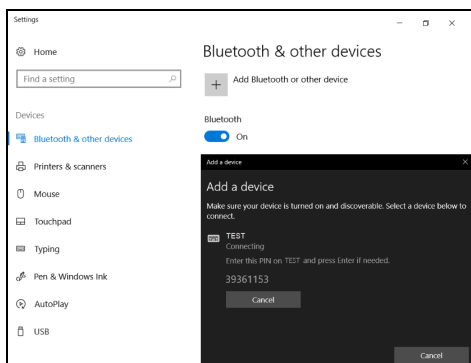 Settings
Home
Find a setting
Devices
Bluetooth & other devices
Printers & scanners
Mouse
Touchpad
Typing
Pen & Windows Ink
AutoPlay
USB
Bluetooth & other devices
Add Bluetooth or other device
Bluetooth
On
Add a device
Add a device
Make sure your device is turned on and discoverable. Select a device below to
connect.
TEST
Connecting
Enter this PIN on TEST and press Enter if needed.
39361153
Cancel
Cancel